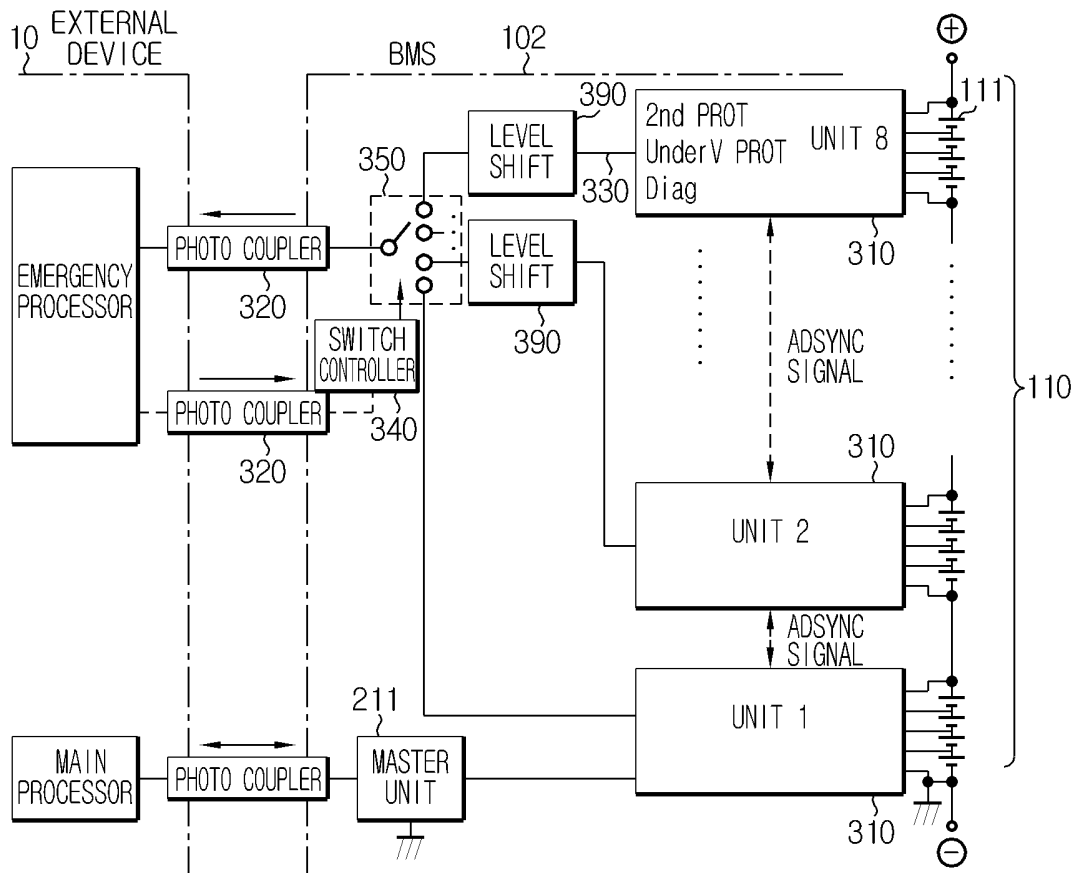 EXTERNAL
DEVICE
10
BMS
102
390
LEVEL
SHIFT
330
2nd PROT
UnderV PROT
Diag
UNIT 8
111
310
350
PHOTO COUPLER
320
LEVEL
SHIFT
390
EMERGENCY
PROCESSOR
SWITCH
CONTROLLER
340
PHOTO COUPLER
320
ADSYNC
SIGNAL
110
310
UNIT 2
ADSYNC
SIGNAL
UNIT 1
310
211
MAIN
PROCESSOR
PHOTO COUPLER
MASTER
UNIT
+
−